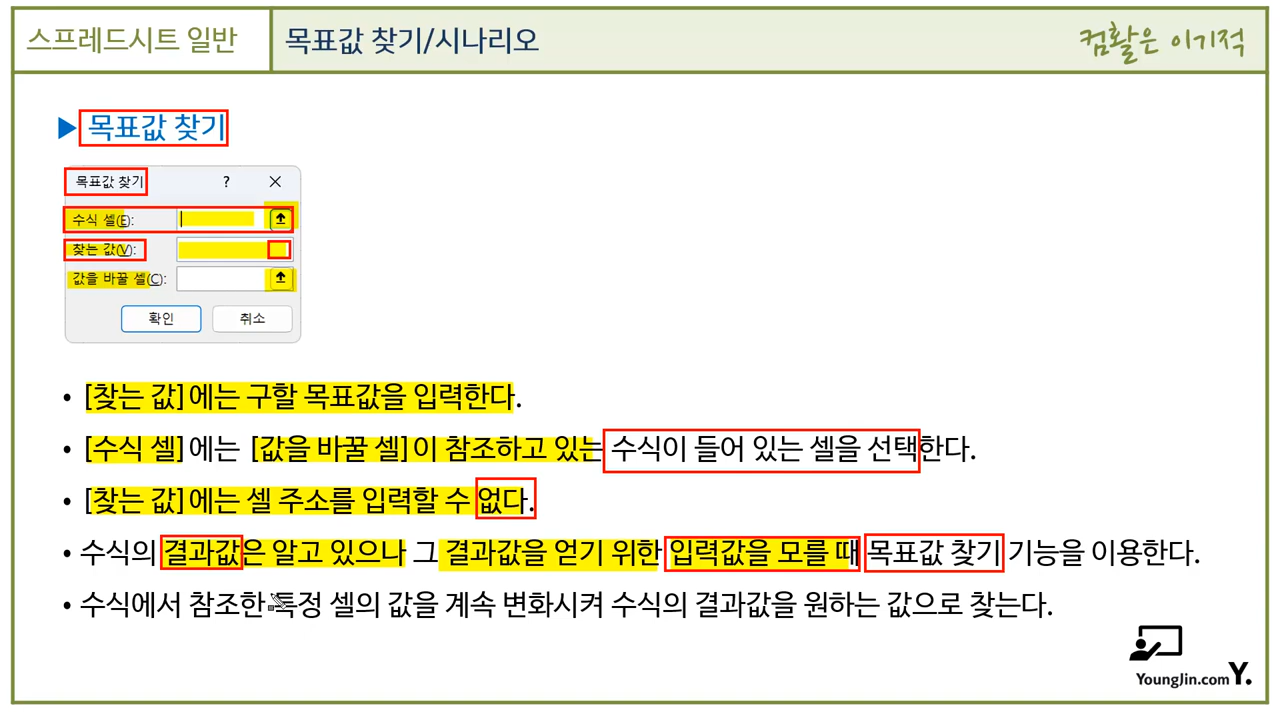 스프레드시트 일반
목표값 찾기/시나리오
컴활은 이기적
▶목표값 찾기
목표값 찾기 ? ×
수식 셀(E):
찾는 값(V):
값을 바꿀 셀(C):
확인 취소
• [찾는 값]에는 구할 목표값을 입력한다.
• [수식 셀]에는 [값을 바꿀 셀]이 참조하고 있는 수식이 들어 있는 셀을 선택한다.
• [찾는 값]에는 셀 주소를 입력할 수 없다.
• 수식의 결과값은 알고 있으나 그 결과값을 얻기 위한 입력값을 모를 때 목표값 찾기 기능을 이용한다.
• 수식에서 참조한 특정 셀의 값을 계속 변화시켜 수식의 결과값을 원하는 값으로 찾는다.
YoungJin.com Y.